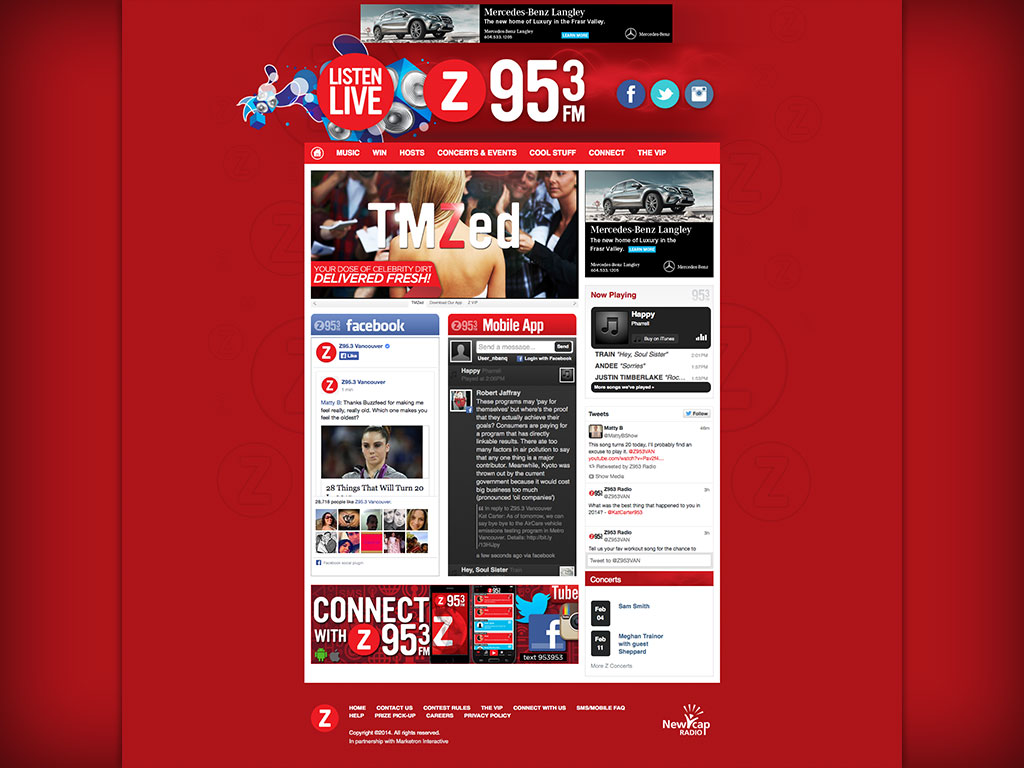 Mercedes-Benz Langley
The new home of Luxury in the Frasr Valley.
Mercedes-Benz Langley
604.533.1205
LEARN MORE
Mercedes-Benz
LISTEN
LIVE
Z 95 3
FM
MUSIC WIN HOSTS CONCERTS & EVENTS COOL STUFF CONNECT THE VIP
TMZed
YOUR DOSE OF CELEBRITY DIRT
DELIVERED FRESH!
TMZed Download Our App Z VIP
Mercedes-Benz Langley
The new home of Luxury in the
Frasr Valley. LEARN MORE
Mercedes-Benz Langley
604.533.1205
Mercedes-Benz
Now Playing
95 3
Happy
Pharrell
Buy on iTunes
TRAIN "Hey, Soul Sister" 2:01PM
ANDEE "Sorries" 1:57PM
JUSTIN TIMBERLAKE "Roc... 1:53PM
More songs we've played
Z953 facebook
Z95.3 Vancouver
Like
Z95.3 Vancouver
1 min
Matty B: Thanks Buzzfeed for making me
feel really, really old. Which one makes you
feel the oldest?
28 Things That Will Turn 20
28,718 people like Z95.3 Vancouver.
Facebook social plugin
Z953 Mobile App
Send a message... Send
User_nbanq Login with Facebook
Happy Pharrell
Played at 2:06PM
Robert Jaffray
These programs may 'pay for
themselves' but where's the proof
that they actually achieve their
goals? Consumers are paying for
a program that has directly
linkable results. There ate too
many factors in air pollution to say
that any one thing is a major
contributor. Meanwhile, Kyoto was
thrown out by the current
government because it would cost
big business too much
(pronounced 'oil companies')
In reply to Z95.3 Vancouver
Kat Carter: As of tomorrow, we can
say bye bye to the AirCare vehicle
emissions testing program in Metro
Vancouver. Details: http://bit.ly
a few seconds ago via facebook
Hey, Soul Sister Train
Tweets
Follow
Matty B 44m
@MattyBShow
This song turns 20 today, I'll probably find an
excuse to play it. @Z953VAN
Retweeted by Z953 Radio
Show Media
Z953 Radio 3h
@Z953VAN
What was the best thing that happened to you in
2014? - @KatCarter953
Z953 Radio 3h
@Z953VAN
Tell us your fav workout song for the chance to
Tweet to @Z953VAN
Concerts
Feb
04
Sam Smith
Feb
11
Meghan Trainor
with guest
Sheppard
More Z Concerts
CONNECT
WITH Z 95 3
FM
Z 95 3
Tube
text 953953
Z
HOME CONTACT US CONTEST RULES THE VIP CONNECT WITH US SMS/MOBILE FAQ
HELP PRIZE PICK-UP CAREERS PRIVACY POLICY
Copyright ©2014. All rights reserved.
In partnership with Marketron Interactive
Newcap
RADIO